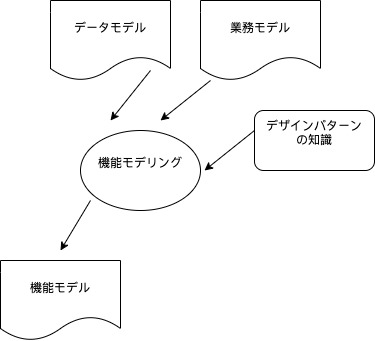 データモデル
業務モデル
デザインパターン
の知識
機能モデリング
機能モデル